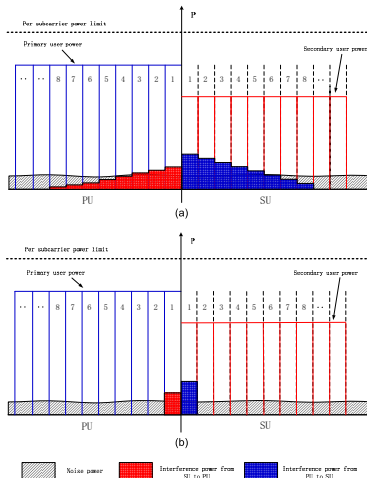 P
Per subcarrier power limit
Primary user power
Secondary user power
·· ·· 8 7 6 5 4 3 2 1 1 2 3 4 5 6 7 8 ·· ··
PU SU
(a)
P
Per subcarrier power limit
Primary user power
Secondary user power
·· ·· 8 7 6 5 4 3 2 1 1 2 3 4 5 6 7 8 ·· ··
PU SU
(b)
Noise power
Interference power from
SU to PU
Interference power from
PU to SU